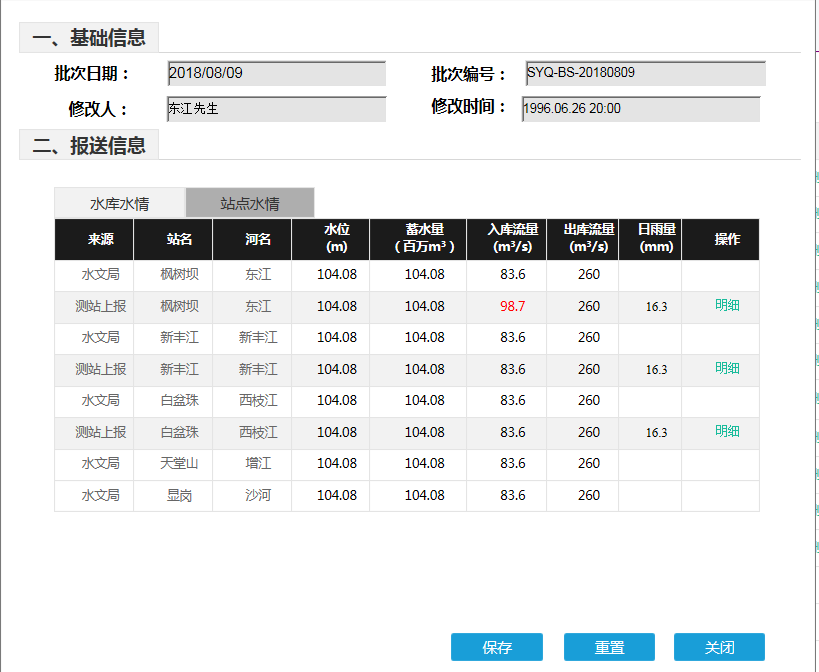 一、基础信息
批次日期： 2018/08/09 批次编号： SYQ-BS-20180809
修改人： 东江先生 修改时间： 1996.06.26 20:00
二、报送信息
水库水情 站点水情
来源 站名 河名 水位(m) 蓄水量(百万m³) 入库流量(m³/s) 出库流量(m³/s) 日雨量(mm) 操作
水文局 枫树坝 东江 104.08 104.08 83.6 260
测站上报 枫树坝 东江 104.08 104.08 98.7 260 16.3 明细
水文局 新丰江 新丰江 104.08 104.08 83.6 260
测站上报 新丰江 新丰江 104.08 104.08 83.6 260 16.3 明细
水文局 白盆珠 西枝江 104.08 104.08 83.6 260
测站上报 白盆珠 西枝江 104.08 104.08 83.6 260 16.3 明细
水文局 天堂山 增江 104.08 104.08 83.6 260
水文局 显岗 沙河 104.08 104.08 83.6 260
保存 重置 关闭